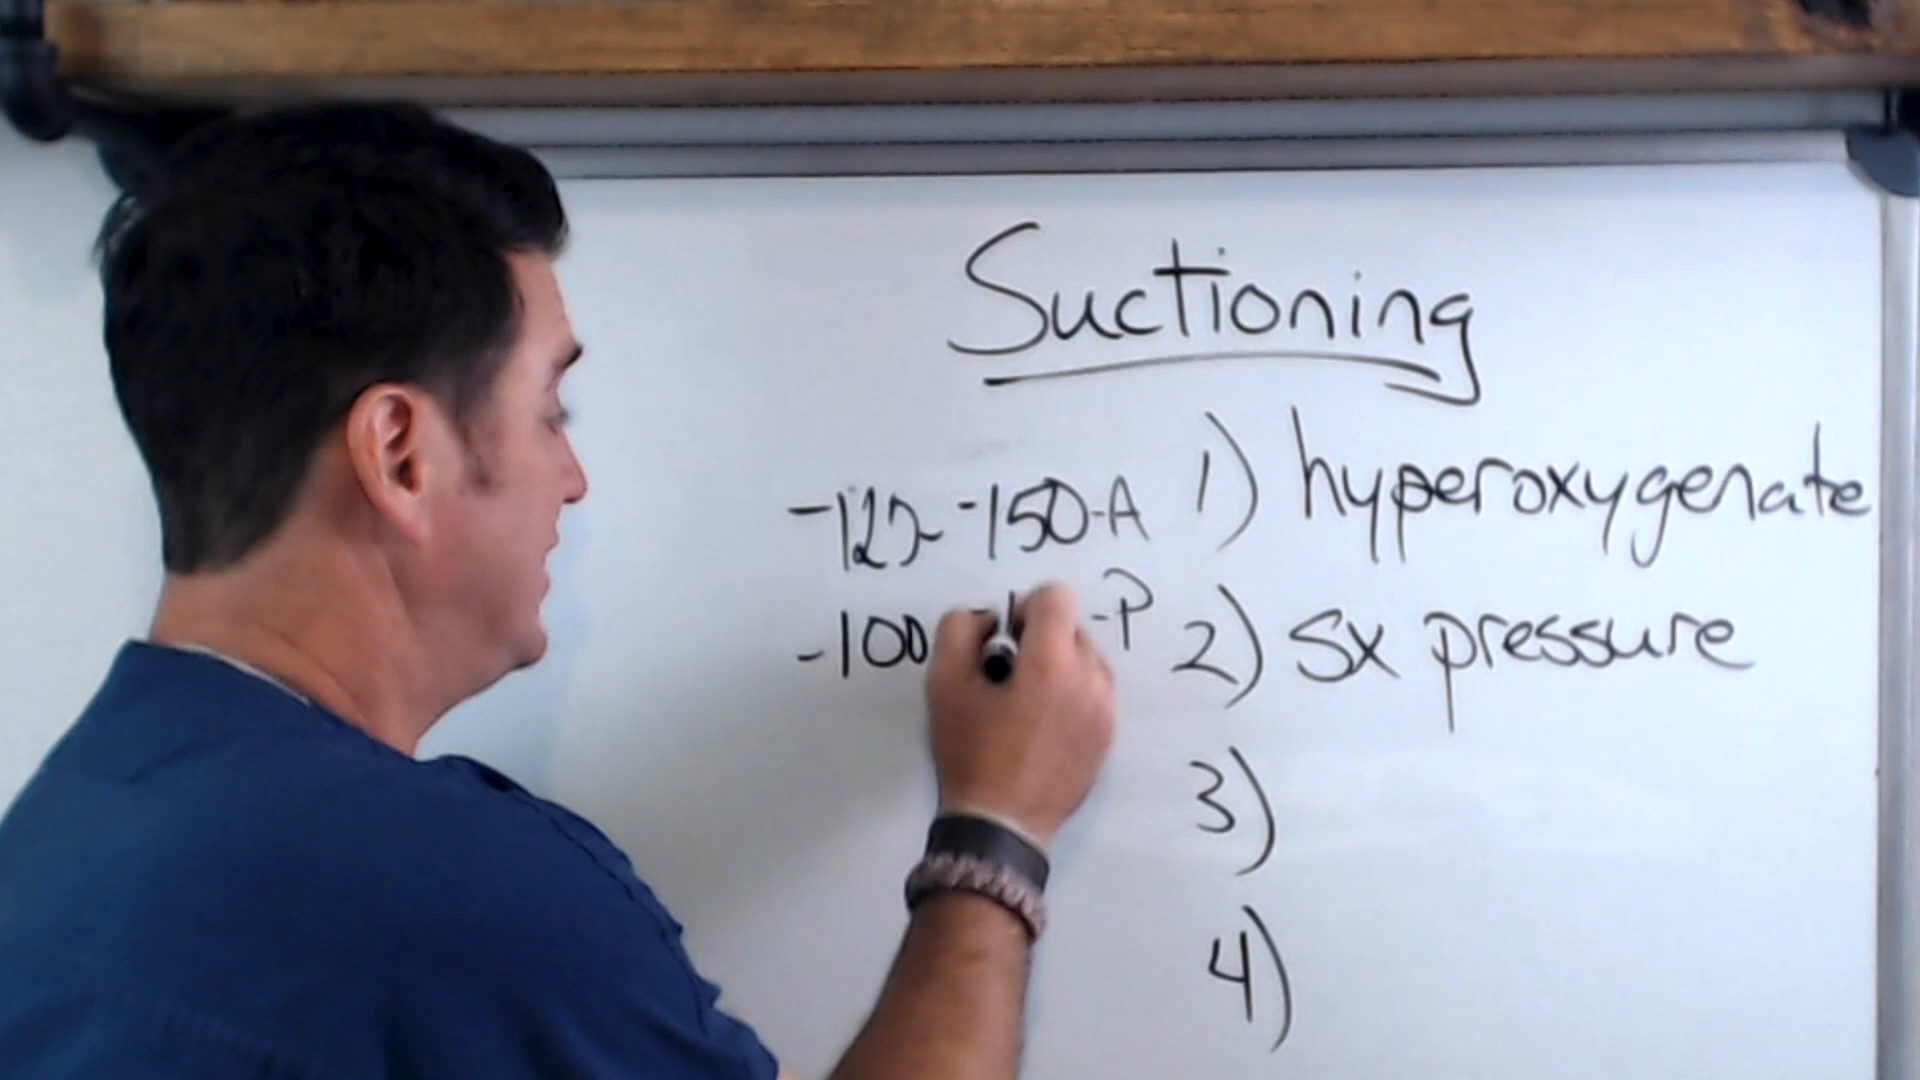 Suctioning
-120 -150-A 1) hyperoxygenate
-100 -P 2) Sx pressure
3)
4)